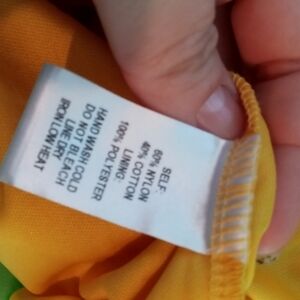 SELF:
60% NYLON
40% COTTON
LINING:
100% POLYESTER
HAND WASH COLD
DO NOT BLEACH
LINE DRY
IRON LOW HEAT